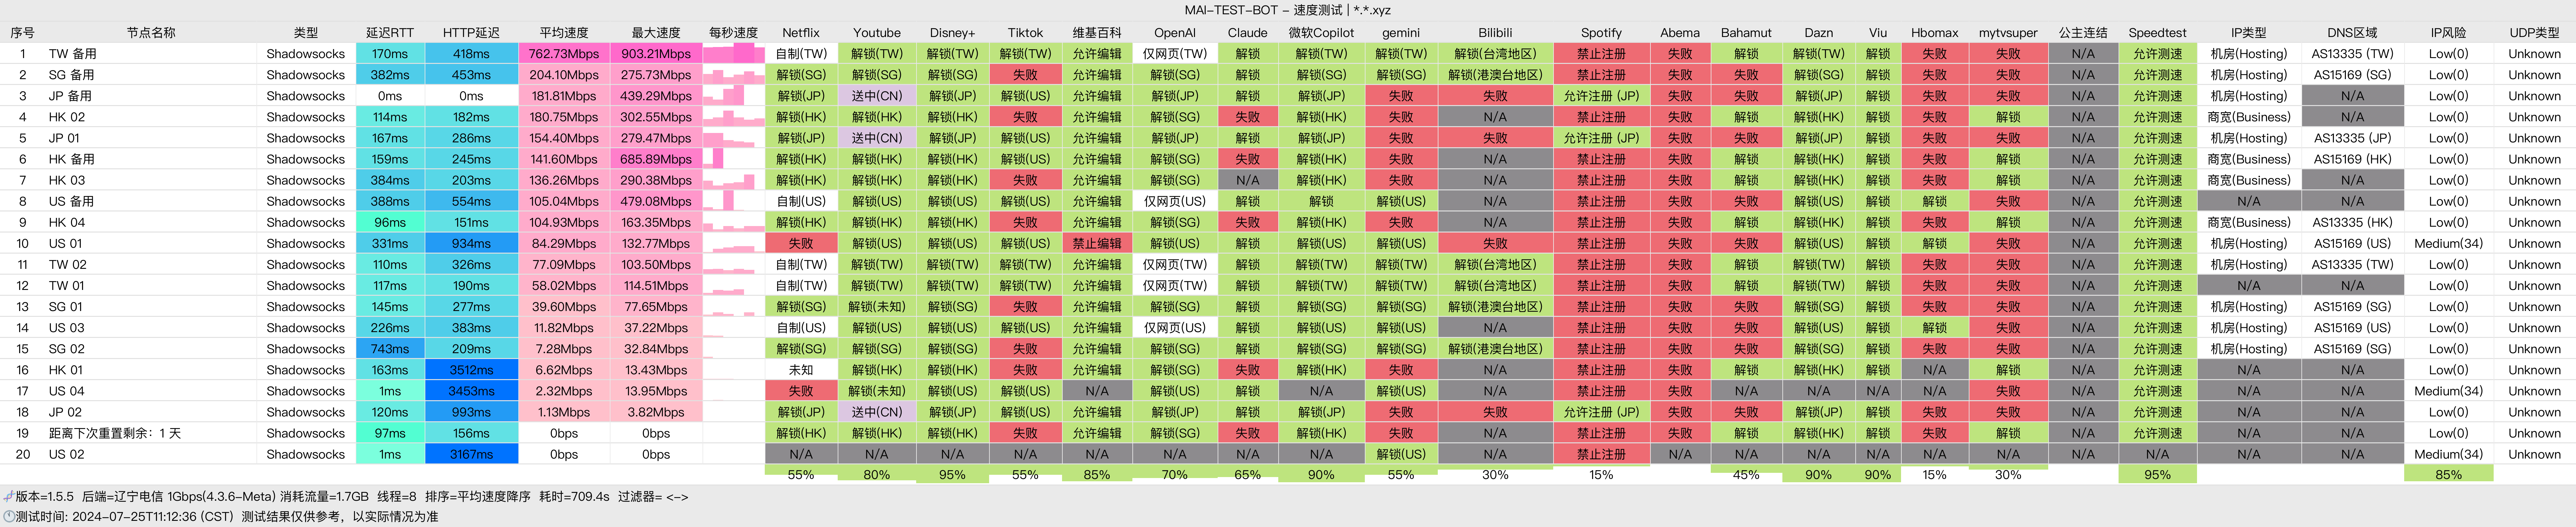 MAI-TEST-BOT - 速度测试 | *.*.xyz
序号 节点名称 类型 延迟RTT HTTP延迟 平均速度 最大速度 每秒速度 Netflix Youtube Disney+ Tiktok 维基百科 OpenAI Claude 微软Copilot gemini Bilibili Spotify Abema Bahamut Dazn Viu Hbomax mytvsuper 公主连结 Speedtest IP类型 DNS区域 IP风险 UDP类型
1 TW 备用 Shadowsocks 170ms 418ms 762.73Mbps 903.21Mbps 自制(TW) 解锁(TW) 解锁(TW) 解锁(TW) 允许编辑 仅网页(TW) 解锁 解锁(TW) 解锁(TW) 解锁(台湾地区) 禁止注册 失败 解锁 解锁(TW) 解锁 失败 失败 N/A 允许测速 机房(Hosting) AS13335 (TW) Low(0) Unknown
2 SG 备用 Shadowsocks 382ms 453ms 204.10Mbps 275.73Mbps 解锁(SG) 解锁(SG) 解锁(SG) 失败 允许编辑 解锁(SG) 解锁 解锁(SG) 解锁(SG) 解锁(港澳台地区) 禁止注册 失败 失败 解锁(SG) 解锁 失败 失败 N/A 允许测速 机房(Hosting) AS15169 (SG) Low(0) Unknown
3 JP 备用 Shadowsocks 0ms 0ms 181.81Mbps 439.29Mbps 解锁(JP) 送中(CN) 解锁(JP) 解锁(US) 允许编辑 解锁(JP) 解锁 解锁(JP) 失败 失败 允许注册 (JP) 失败 失败 解锁(JP) 解锁 失败 失败 N/A 允许测速 机房(Hosting) N/A Low(0) Unknown
4 HK 02 Shadowsocks 114ms 182ms 180.75Mbps 302.55Mbps 解锁(HK) 解锁(HK) 解锁(HK) 失败 允许编辑 解锁(SG) 失败 解锁(HK) 失败 N/A 禁止注册 失败 解锁 解锁(HK) 解锁 失败 解锁 N/A 允许测速 商宽(Business) N/A Low(0) Unknown
5 JP 01 Shadowsocks 167ms 286ms 154.40Mbps 279.47Mbps 解锁(JP) 送中(CN) 解锁(JP) 解锁(US) 允许编辑 解锁(JP) 解锁 解锁(JP) 失败 失败 允许注册 (JP) 失败 失败 解锁(JP) 解锁 失败 失败 N/A 允许测速 机房(Hosting) AS13335 (JP) Low(0) Unknown
6 HK 备用 Shadowsocks 159ms 245ms 141.60Mbps 685.89Mbps 解锁(HK) 解锁(HK) 解锁(HK) 解锁(US) 允许编辑 解锁(SG) 失败 解锁(HK) 失败 N/A 禁止注册 失败 解锁 解锁(HK) 解锁 失败 解锁 N/A 允许测速 商宽(Business) AS15169 (HK) Low(0) Unknown
7 HK 03 Shadowsocks 384ms 203ms 136.26Mbps 290.38Mbps 解锁(HK) 解锁(HK) 解锁(HK) 失败 允许编辑 解锁(SG) N/A 解锁(HK) 失败 N/A 禁止注册 失败 解锁 解锁(HK) 解锁 失败 解锁 N/A 允许测速 商宽(Business) N/A Low(0) Unknown
8 US 备用 Shadowsocks 388ms 554ms 105.04Mbps 479.08Mbps 自制(US) 解锁(US) 解锁(US) 解锁(US) 允许编辑 仅网页(US) 解锁 解锁 解锁(US) N/A 禁止注册 失败 失败 解锁(US) 解锁 解锁 失败 N/A 允许测速 N/A N/A Low(0) Unknown
9 HK 04 Shadowsocks 96ms 151ms 104.93Mbps 163.35Mbps 解锁(HK) 解锁(HK) 解锁(HK) 失败 允许编辑 解锁(SG) 失败 解锁(HK) 失败 N/A 禁止注册 失败 解锁 解锁(HK) 解锁 失败 解锁 N/A 允许测速 商宽(Business) AS13335 (HK) Low(0) Unknown
10 US 01 Shadowsocks 331ms 934ms 84.29Mbps 132.77Mbps 失败 解锁(US) 解锁(US) 解锁(US) 禁止编辑 解锁(US) 解锁 解锁(US) 解锁(US) 失败 禁止注册 失败 失败 解锁(US) 解锁 解锁 失败 N/A 允许测速 机房(Hosting) AS15169 (US) Medium(34) Unknown
11 TW 02 Shadowsocks 110ms 326ms 77.09Mbps 103.50Mbps 自制(TW) 解锁(TW) 解锁(TW) 解锁(TW) 允许编辑 仅网页(TW) 解锁 解锁(TW) 解锁(TW) 解锁(台湾地区) 禁止注册 失败 解锁 解锁(TW) 解锁 失败 失败 N/A 允许测速 机房(Hosting) AS13335 (TW) Low(0) Unknown
12 TW 01 Shadowsocks 117ms 190ms 58.02Mbps 114.51Mbps 自制(TW) 解锁(TW) 解锁(TW) 解锁(TW) 允许编辑 仅网页(TW) 解锁 解锁(TW) 解锁(TW) 解锁(台湾地区) 禁止注册 失败 解锁 解锁(TW) 解锁 失败 失败 N/A 允许测速 N/A N/A Low(0) Unknown
13 SG 01 Shadowsocks 145ms 277ms 39.60Mbps 77.65Mbps 解锁(SG) 解锁(未知) 解锁(SG) 失败 允许编辑 解锁(SG) 解锁 解锁(SG) 解锁(SG) 解锁(港澳台地区) 禁止注册 失败 失败 解锁(SG) 解锁 失败 失败 N/A 允许测速 机房(Hosting) AS15169 (SG) Low(0) Unknown
14 US 03 Shadowsocks 226ms 383ms 11.82Mbps 37.22Mbps 自制(US) 解锁(US) 解锁(US) 解锁(US) 允许编辑 仅网页(US) 解锁 解锁(US) 解锁(US) N/A 禁止注册 失败 失败 解锁(US) 解锁 解锁 失败 N/A 允许测速 机房(Hosting) AS15169 (US) Low(0) Unknown
15 SG 02 Shadowsocks 743ms 209ms 7.28Mbps 32.84Mbps 解锁(SG) 解锁(SG) 解锁(SG) 失败 允许编辑 解锁(SG) 解锁 解锁(SG) 解锁(SG) 解锁(港澳台地区) 禁止注册 失败 失败 解锁(SG) 解锁 失败 失败 N/A 允许测速 机房(Hosting) AS15169 (SG) Low(0) Unknown
16 HK 01 Shadowsocks 163ms 3512ms 6.62Mbps 13.43Mbps 未知 解锁(HK) 解锁(HK) 失败 允许编辑 解锁(SG) 失败 解锁(HK) 失败 N/A 禁止注册 失败 解锁 解锁(HK) 解锁 N/A 解锁 N/A 允许测速 N/A N/A Low(0) Unknown
17 US 04 Shadowsocks 1ms 3453ms 2.32Mbps 13.95Mbps 失败 解锁(未知) 解锁(US) 解锁(US) N/A 解锁(US) 解锁 N/A 解锁(US) N/A 禁止注册 失败 N/A N/A N/A N/A 失败 N/A 允许测速 N/A N/A Medium(34) Unknown
18 JP 02 Shadowsocks 120ms 993ms 1.13Mbps 3.82Mbps 解锁(JP) 送中(CN) 解锁(JP) 解锁(US) 允许编辑 解锁(JP) 解锁 解锁(JP) 失败 失败 允许注册 (JP) 失败 失败 解锁(JP) 解锁 失败 失败 N/A 允许测速 N/A N/A Low(0) Unknown
19 距离下次重置剩余：1 天 Shadowsocks 97ms 156ms 0bps 0bps 解锁(HK) 解锁(HK) 解锁(HK) 失败 允许编辑 解锁(SG) 失败 解锁(HK) 失败 N/A 禁止注册 失败 解锁 解锁(HK) 解锁 失败 解锁 N/A 允许测速 N/A N/A Low(0) Unknown
20 US 02 Shadowsocks 1ms 3167ms 0bps 0bps N/A N/A N/A N/A N/A N/A N/A N/A 解锁(US) N/A 禁止注册 N/A N/A N/A N/A N/A N/A N/A N/A N/A N/A Medium(34) Unknown
55% 80% 95% 55% 85% 70% 65% 90% 55% 30% 15% 45% 90% 90% 15% 30% 95% 85%
版本=1.5.5 后端=辽宁电信 1Gbps(4.3.6-Meta) 消耗流量=1.7GB 线程=8 排序=平均速度降序 耗时=709.4s 过滤器= <->
测试时间: 2024-07-25T11:12:36 (CST) 测试结果仅供参考，以实际情况为准